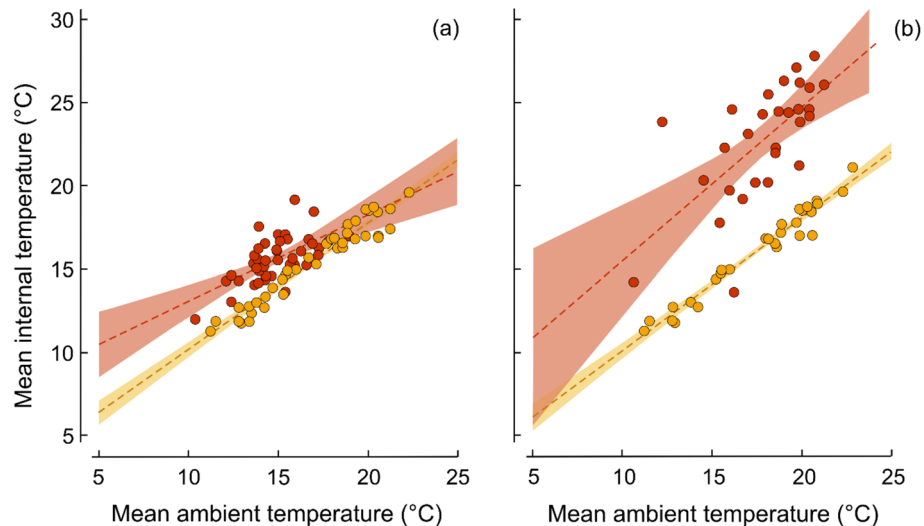 (a)
(b)
Mean internal temperature (°C)
30
25
20
15
10
5
5 10 15 20 25
5 10 15 20 25
Mean ambient temperature (°C)
Mean ambient temperature (°C)